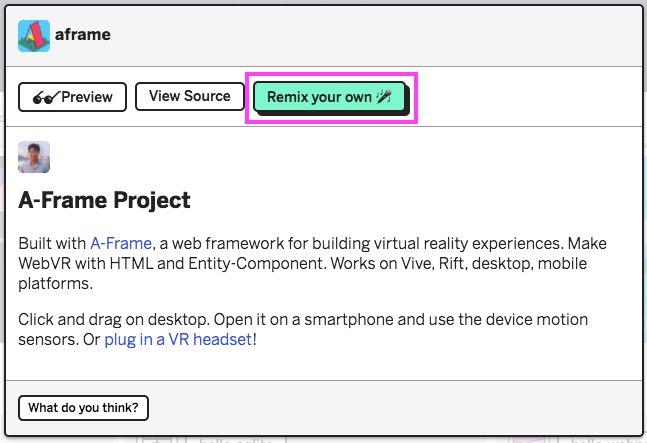 aframe
Preview
View Source
Remix your own
A-Frame Project
Built with A-Frame, a web framework for building virtual reality experiences. Make
WebVR with HTML and Entity-Component. Works on Vive, Rift, desktop, mobile
platforms.
Click and drag on desktop. Open it on a smartphone and use the device motion
sensors. Or plug in a VR headset!
What do you think?